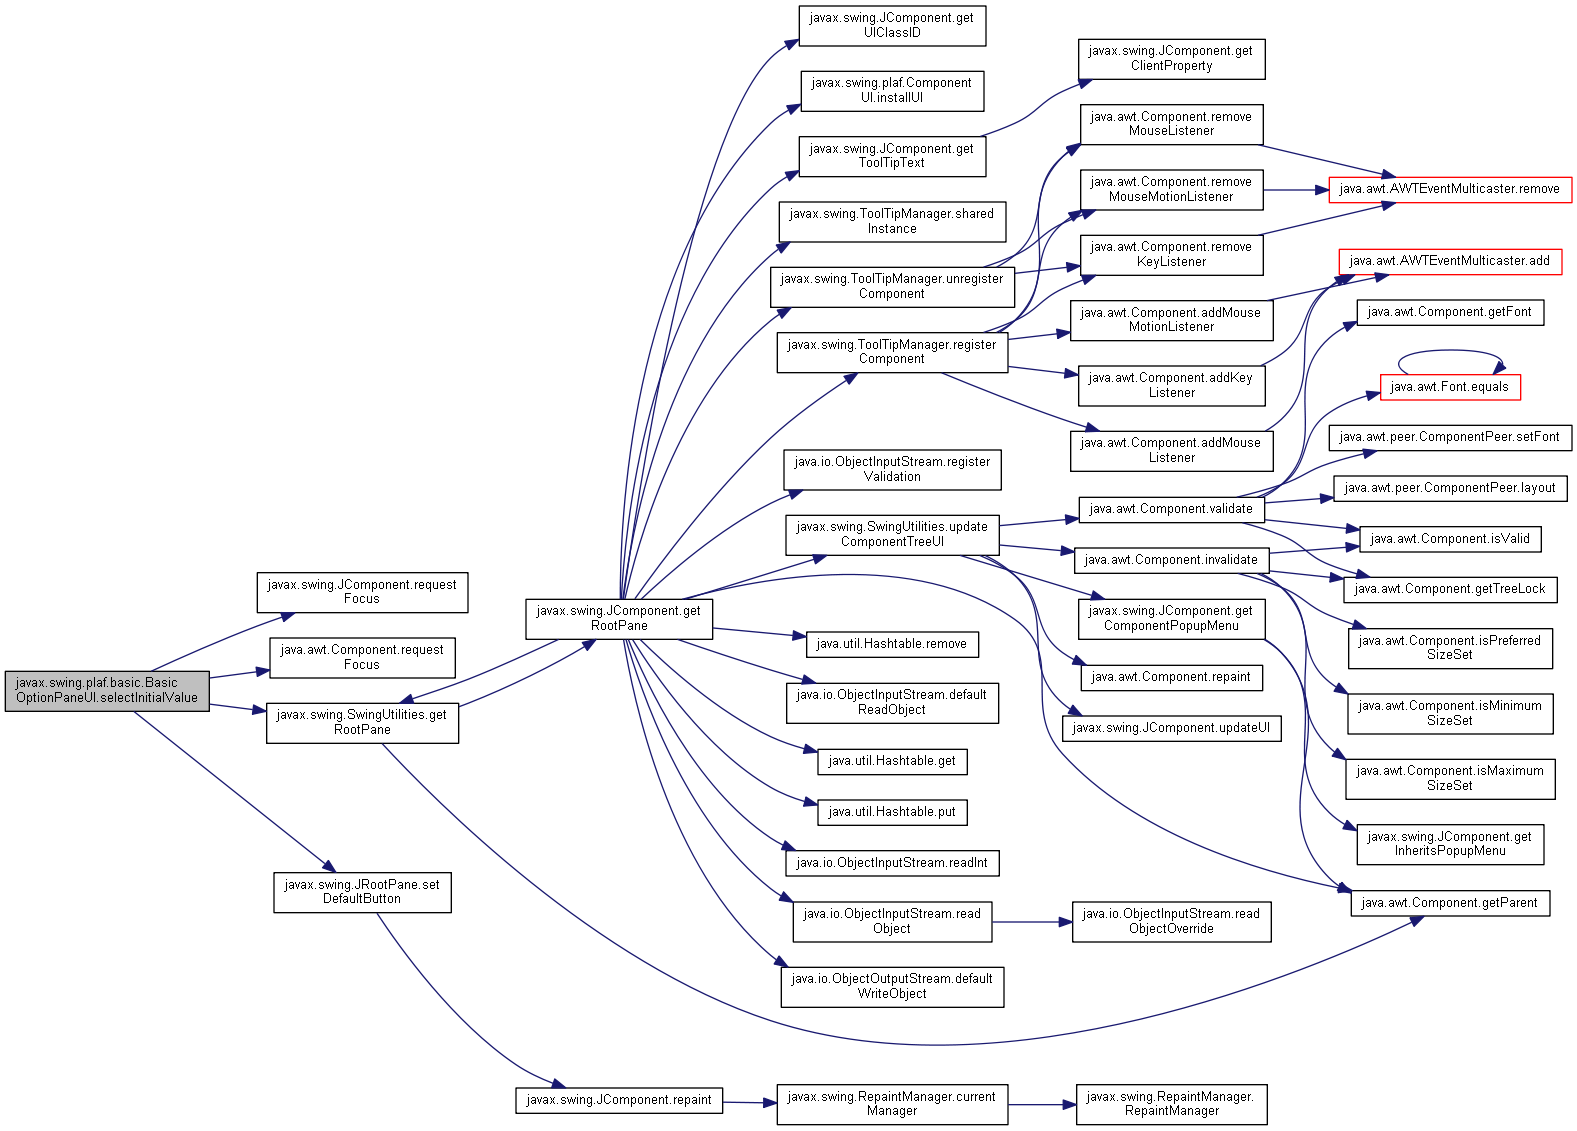 javax.swing.plaf.basic.Basic
OptionPaneUI.selectInitialValue
javax.swing.JComponent.request
Focus
java.awt.Component.request
Focus
javax.swing.SwingUtilities.get
RootPane
javax.swing.JRootPane.set
DefaultButton
javax.swing.JComponent.get
RootPane
javax.swing.JComponent.repaint
javax.swing.JComponent.get
UIClassID
javax.swing.plaf.Component
UI.installUI
javax.swing.JComponent.get
ToolTipText
javax.swing.ToolTipManager.shared
Instance
javax.swing.ToolTipManager.unregister
Component
javax.swing.ToolTipManager.register
Component
java.io.ObjectInputStream.register
Validation
javax.swing.SwingUtilities.update
ComponentTreeUI
java.util.Hashtable.remove
java.io.ObjectInputStream.default
ReadObject
java.util.Hashtable.get
java.util.Hashtable.put
java.io.ObjectInputStream.readInt
java.io.ObjectInputStream.read
Object
java.io.ObjectOutputStream.default
WriteObject
javax.swing.RepaintManager.current
Manager
javax.swing.JComponent.get
ClientProperty
java.awt.Component.remove
MouseListener
java.awt.Component.remove
MouseMotionListener
java.awt.Component.remove
KeyListener
java.awt.Component.addMouse
MotionListener
java.awt.Component.addKey
Listener
java.awt.Component.addMouse
Listener
java.awt.Component.validate
java.awt.Component.invalidate
javax.swing.JComponent.get
ComponentPopupMenu
java.awt.Component.repaint
javax.swing.JComponent.updateUI
java.io.ObjectInputStream.read
ObjectOverride
javax.swing.RepaintManager.
RepaintManager
java.awt.AWTEventMulticaster.remove
java.awt.AWTEventMulticaster.add
java.awt.Component.getFont
java.awt.Font.equals
java.awt.peer.ComponentPeer.setFont
java.awt.peer.ComponentPeer.layout
java.awt.Component.isValid
java.awt.Component.getTreeLock
java.awt.Component.isPreferred
SizeSet
java.awt.Component.isMinimum
SizeSet
java.awt.Component.isMaximum
SizeSet
javax.swing.JComponent.get
InheritsPopupMenu
java.awt.Component.getParent